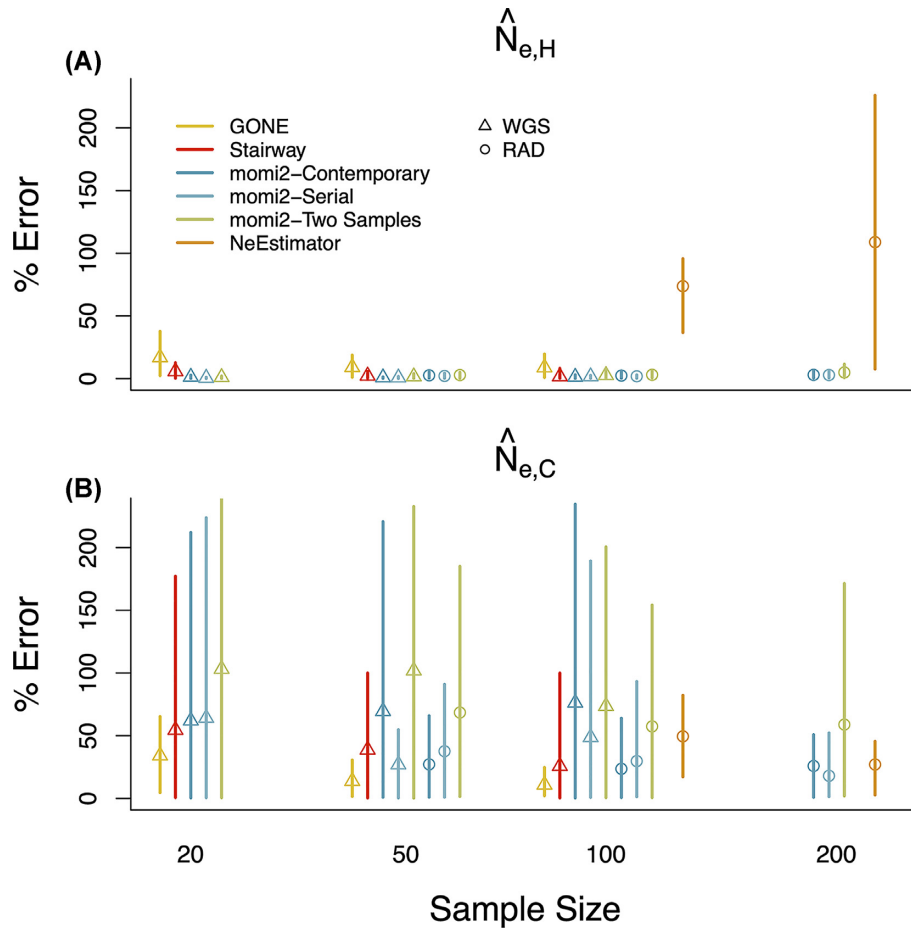 N̂e,H
(A)
% Error
200
150
100
50
0
GONE
Stairway
momi2−Contemporary
momi2−Serial
momi2−Two Samples
NeEstimator
WGS
RAD
N̂e,C
(B)
% Error
200
150
100
50
0
20 50 100 200
Sample Size